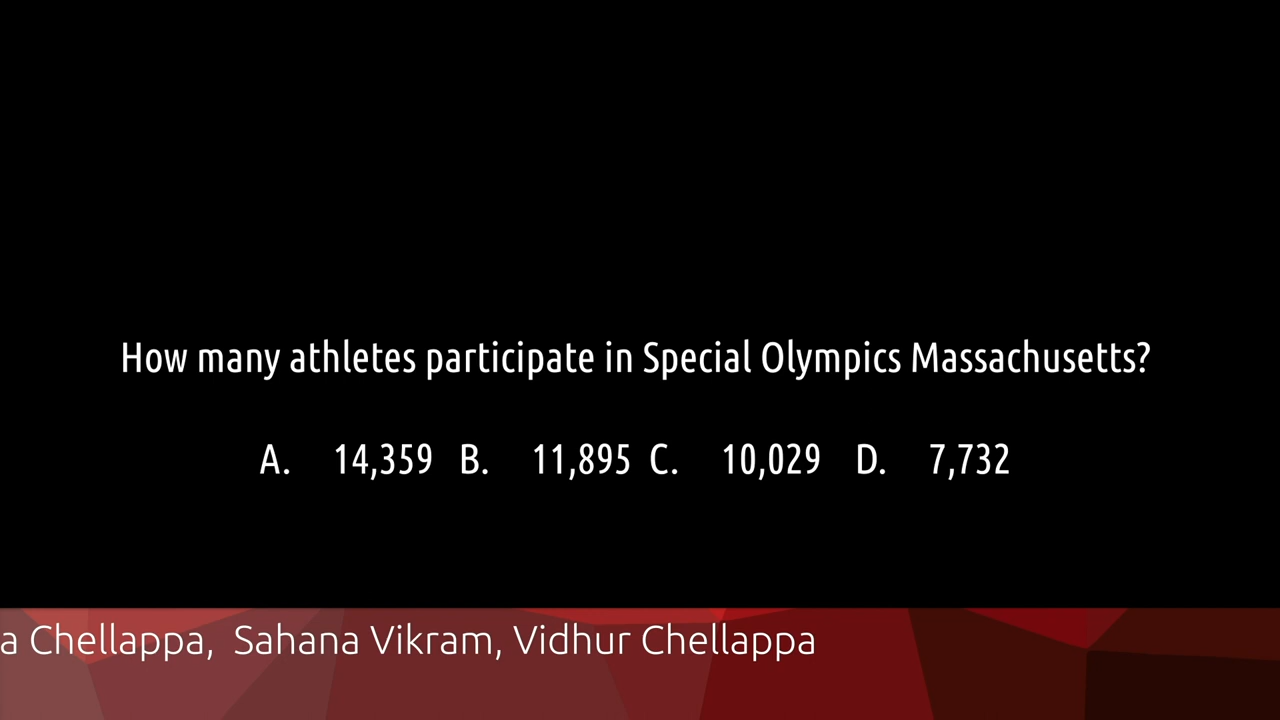 How many athletes participate in Special Olympics Massachusetts?
A. 14,359 B. 11,895 C. 10,029 D. 7,732
a Chellappa, Sahana Vikram, Vidhur Chellappa